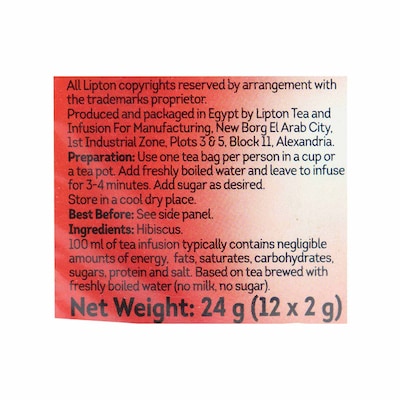 All Lipton copyrights reserved by arrangement with
the trademarks proprietor.
Produced and packaged in Egypt by Lipton Tea and
Infusion For Manufacturing, New Borg El Arab City,
1st Industrial Zone, Plots 3 & 5, Block 11, Alexandria.
Preparation: Use one tea bag per person in a cup or
a tea pot. Add freshly boiled water and leave to infuse
for 3-4 minutes. Add sugar as desired.
Store in a cool dry place.
Best Before: See side panel.
Ingredients: Hibiscus.
100 ml of tea infusion typically contains negligible
amounts of energy, fats, saturates, carbohydrates,
sugars, protein and salt. Based on tea brewed with
freshly boiled water (no milk, no sugar).
Net Weight: 24 g (12 x 2 g)